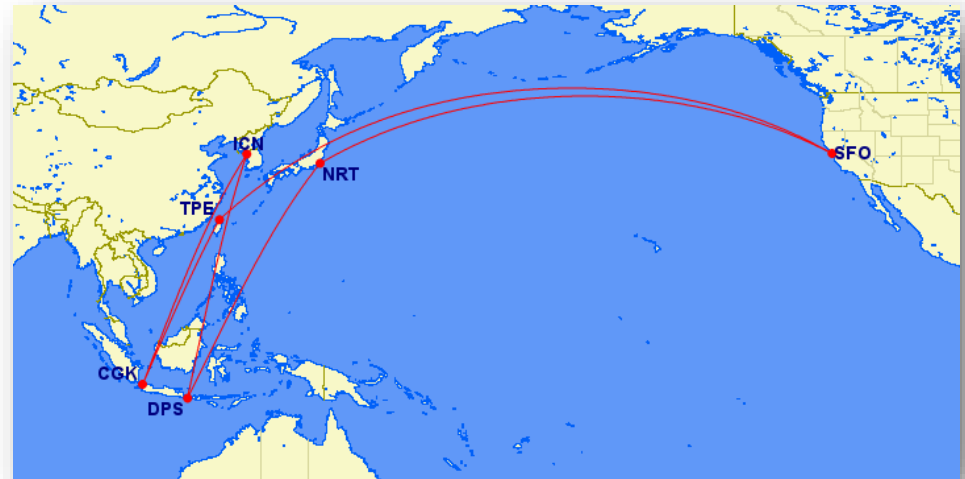 ICN
SFO
NRT
TPE
CGK
DPS